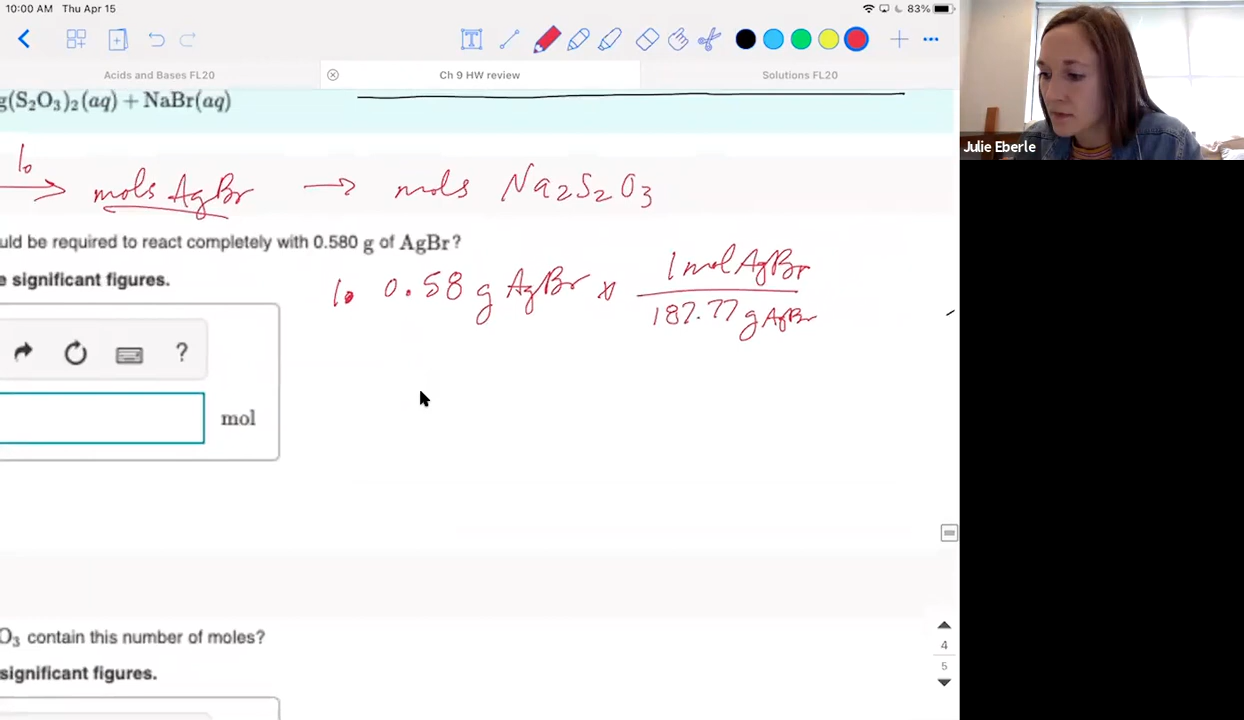 10:00 AM Thu Apr 15
83%
Acids and Bases FL20
Ch 9 HW review
Solutions FL20
g(S₂O₃)₂(aq) + NaBr(aq)
1.
→ mols AgBr → mols Na₂S₂O₃
uld be required to react completely with 0.580 g of AgBr?
e significant figures.
1. 0.58 g AgBr x 1 mol AgBr
187.77 g AgBr
?
mol
O₃ contain this number of moles?
significant figures.
4
5
Julie Eberle